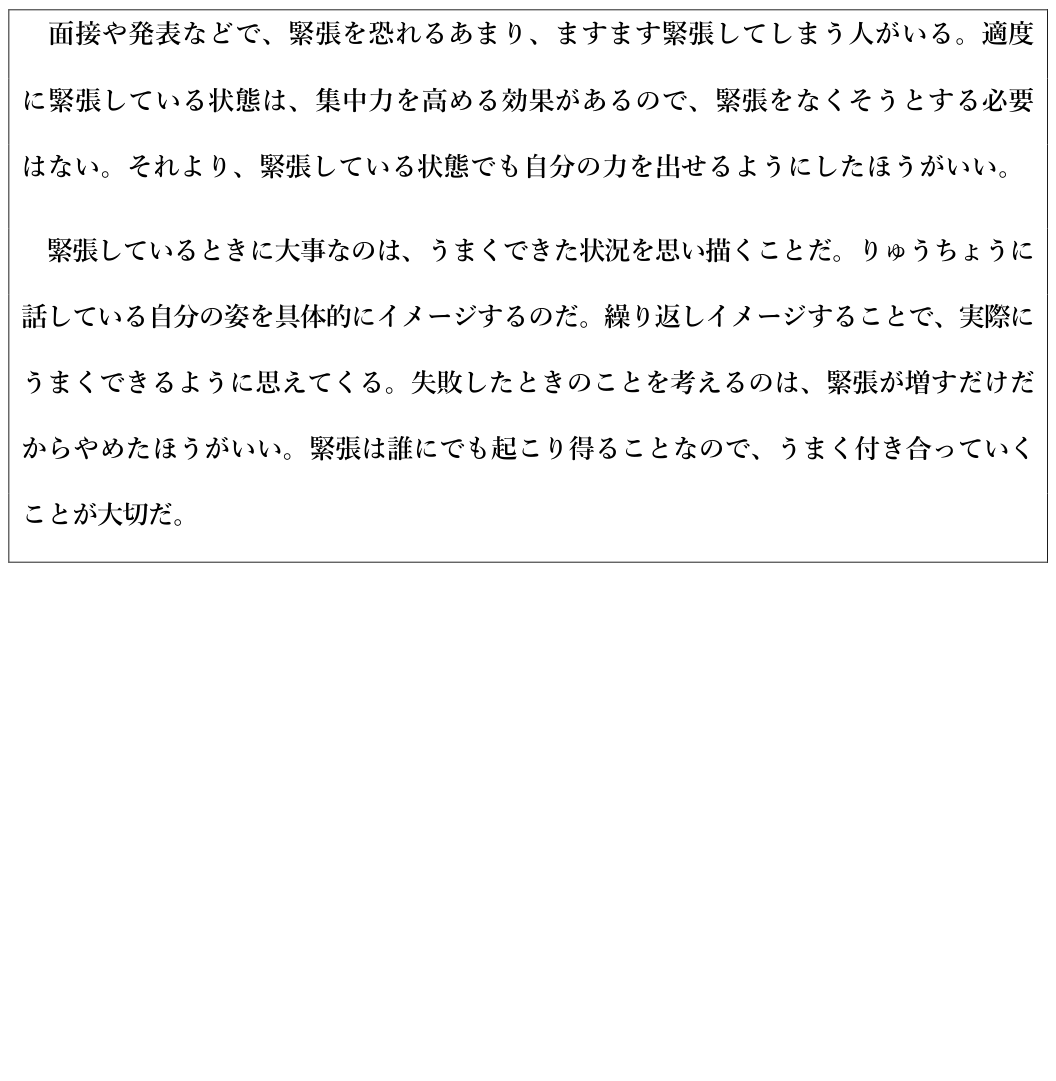 面接や発表などで、緊張を恐れるあまり、ますます緊張してしまう人がいる。適度
に緊張している状態は、集中力を高める効果があるので、緊張をなくそうとする必要
はない。それより、緊張している状態でも自分の力を出せるようにしたほうがいい。
緊張しているときに大事なのは、うまくできた状況を思い描くことだ。りゅうちょうに
話している自分の姿を具体的にイメージするのだ。繰り返しイメージすることで、実際に
うまくできるように思えてくる。失敗したときのことを考えるのは、緊張が増すだけだ
からやめたほうがいい。緊張は誰にでも起こり得ることなので、うまく付き合っていく
ことが大切だ。